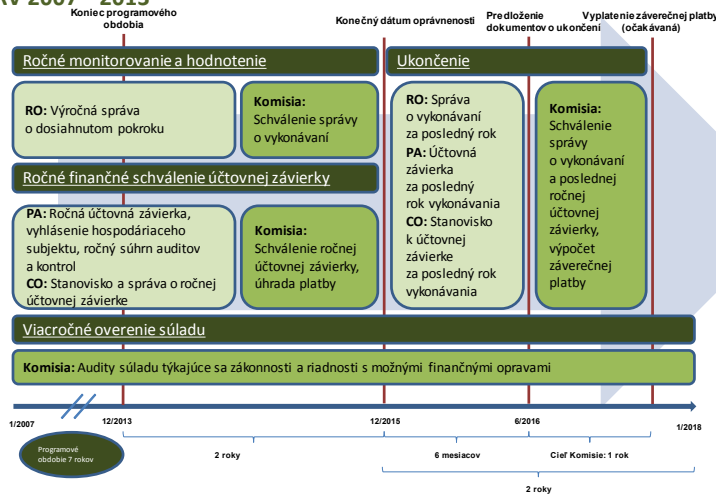 2007 – 2013
Koniec programového
obdobia
Konečný dátum oprávnenosti
Predloženie
dokumentov o ukončení
Vyplatenie záverečnej platby
(očakávaná)
Ročné monitorovanie a hodnotenie
Ukončenie
RO: Výročná správa
o dosiahnutom pokroku
Komisia:
Schválenie správy
o vykonávaní
RO: Správa
o vykonávaní
za posledný rok
PA: Účtovná
závierka
za posledný
rok vykonávania
CO: Stanovisko
k účtovnej
závierke
za posledný rok
vykonávania
Komisia:
Schválenie
správy
o vykonávaní
a poslednej
ročnej
účtovnej
závierky,
výpočet
záverečnej
platby
Ročné finančné schválenie účtovnej závierky
PA: Ročná účtovná závierka,
vyhlásenie hospodáriaceho
subjektu, ročný súhrn auditov
a kontrol
CO: Stanovisko a správa o ročnej
účtovnej závierke
Komisia:
Schválenie ročnej
účtovnej závierky,
úhrada platby
Viacročné overenie súladu
Komisia: Audity súladu týkajúce sa zákonnosti a riadnosti s možnými finančnými opravami
1/2007
12/2013
12/2015
6/2016
1/2018
Programové
obdobie 7 rokov
2 roky
6 mesiacov
Cieľ Komisie: 1 rok
2 roky